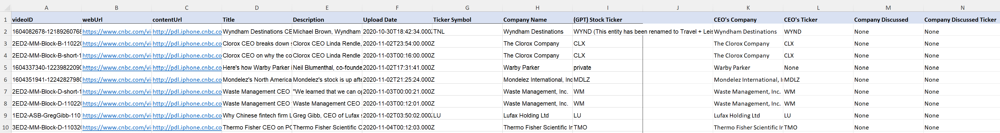 A B C D E F G H I J K L M N
1 videoID webUrl contentUrl Title Description Upload Date Ticker Symbol Company Name (GPT) Stock Ticker CEO's Company CEO's Ticker Company Discussed Company Discussed Ticker
2 1604082678-12189260768 https://www.cnbc.com/vi http://pdl.iphone.cnbc.co Wyndham Destinations CE Michael Brown, Wyndham 2020-10-30T18:42:34.000Z TNL Wyndham Destinations WYND (This entity has been renamed to Travel + Leis Wyndham Destinations WYND None None
3 2ED2-MM-Block-B-11022 https://www.cnbc.com/vi http://pdl.iphone.cnbc.co Clorox CEO breaks down Clorox CEO Linda Rendle, 2020-11-02T23:54:00.000Z The Clorox Company CLX The Clorox Company CLX None None
4 2ED2-MM-Block-B-short-1 https://www.cnbc.com/vi http://pdl.iphone.cnbc.co Clorox CEO on why the co Clorox CEO Linda Rendle 2020-11-03T00:16:00.000Z The Clorox Company CLX The Clorox Company CLX None None
5 1604337340-12239822090 https://www.cnbc.com/vi http://pdl.iphone.cnbc.co Here's how Warby Parker i Neil Blumenthal, co-founde 2020-11-02T17:31:41.000Z Warby Parker private Warby Parker None None None
6 1604351941-12242827980 https://www.cnbc.com/vi http://pdl.iphone.cnbc.co Mondelez's North America Mondelez's stock is up afte 2020-11-02T21:25:24.000Z Mondelez International, Inc MDLZ Mondelez International, I MDLZ None None
7 2ED2-MM-Block-D-short-1 https://www.cnbc.com/vi http://pdl.iphone.cnbc.co Waste Management CEO "We learned that we can op 2020-11-03T00:00:21.000Z Waste Management, Inc. WM Waste Management, Inc. WM None None
8 2ED2-MM-Block-D-11022 https://www.cnbc.com/vi http://pdl.iphone.cnbc.co Waste Management CEO Waste Management CEO 2020-11-03T00:12:01.000Z Waste Management, Inc. WM Waste Management, Inc. WM None None
9 1ED2-ASB-GregGibb-110 https://www.cnbc.com/vi http://pdl.iphone.cnbc.co Why Chinese fintech firm L Greg Gibb, CEO of Lufax s 2020-11-02T03:50:02.000Z LU Lufax Holding Ltd LU Lufax Holding Ltd LU None None
10 3ED2-MM-Block-D-11032 https://www.cnbc.com/vi http://pdl.iphone.cnbc.co Thermo Fisher CEO on PC Thermo Fisher Scientific C 2020-11-04T00:12:03.000Z Thermo Fisher Scientific In TMO Thermo Fisher Scientific Ir TMO None None